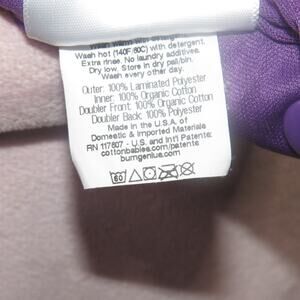 Wash hot (140F/60C) with detergent.
Extra rinse. No laundry additives.
Dry low. Store in dry pail/bin.
Wash every other day.
Outer: 100% Laminated Polyester
Inner: 100% Organic Cotton
Doubler Front: 100% Organic Cotton
Doubler Back: 100% Polyester
Made in the U.S.A. of
Domestic & Imported Materials
RN 117607 - U.S. and Int'l Patents:
cottonbabies.com/patents
bumgenius.com
60